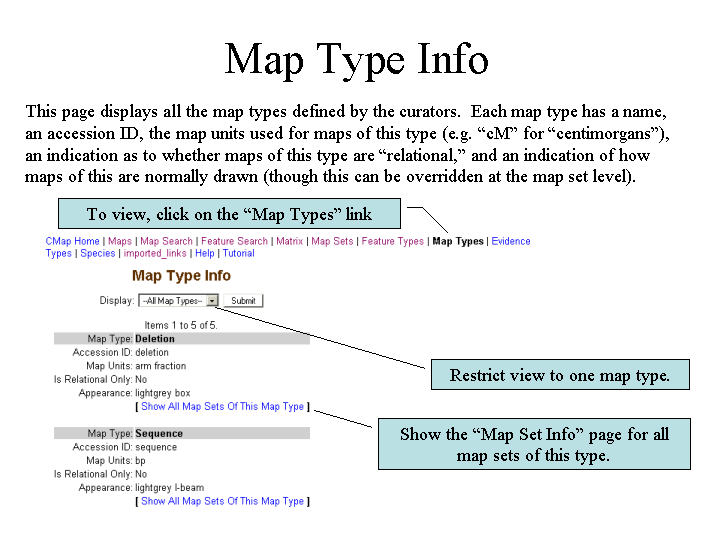 Map Type Info
This page displays all the map types defined by the curators.  Each map type has a name,
an accession ID, the map units used for maps of this type (e.g. “cM” for “centimorgans”),
an indication as to whether maps of this type are “relational,” and an indication of how
maps of this are normally drawn (though this can be overridden at the map set level).
To view, click on the “Map Types” link
CMap Home | Maps | Map Search | Feature Search | Matrix | Map Sets | Feature Types | Map Types | Evidence
Types | Species | imported_links | Help | Tutorial
Map Type Info
Display: --All Map Types-- Submit
Items 1 to 5 of 5.
Map Type: Deletion
Accession ID: deletion
Map Units: arm fraction
Is Relational Only: No
Appearance: lightgrey box
[ Show All Map Sets Of This Map Type ]
Restrict view to one map type.
Map Type: Sequence
Accession ID: sequence
Map Units: bp
Is Relational Only: No
Appearance: lightgrey I-beam
[ Show All Map Sets Of This Map Type ]
Show the “Map Set Info” page for all
map sets of this type.